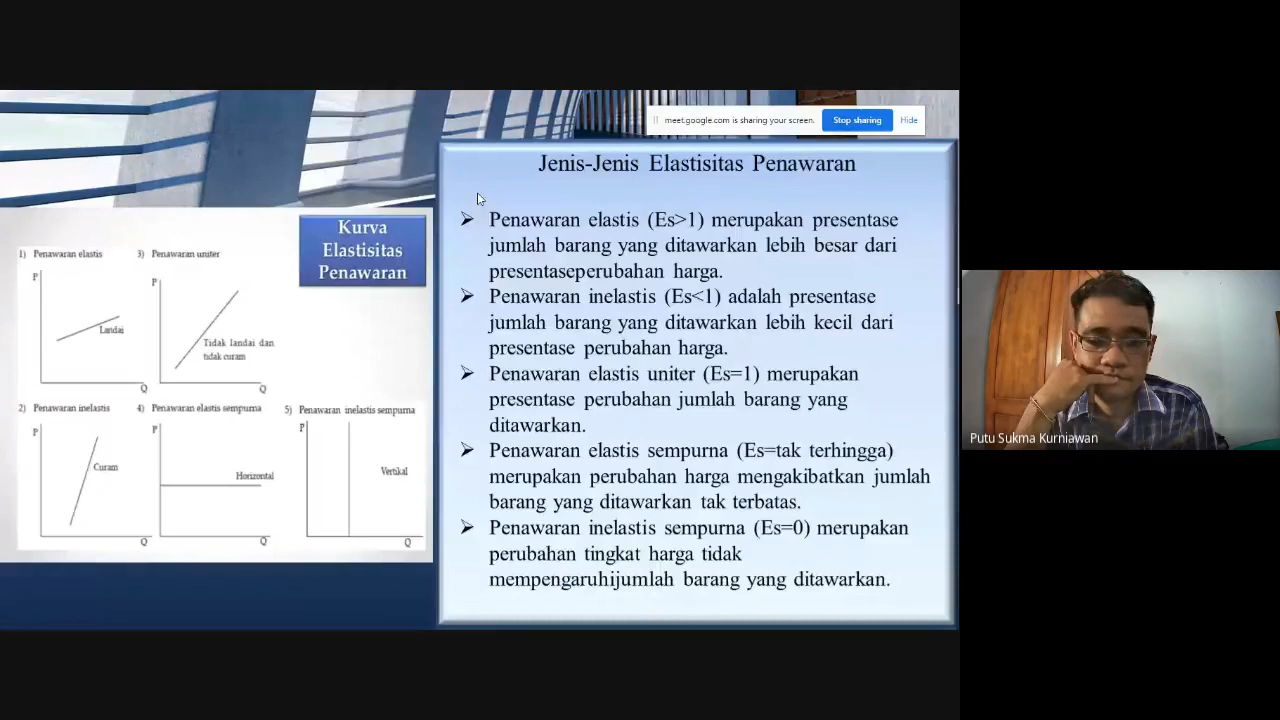 meet.google.com is sharing your screen. Stop sharing Hide
Jenis-Jenis Elastisitas Penawaran
Penawaran elastis (Es>1) merupakan presentase
jumlah barang yang ditawarkan lebih besar dari
presentaseperubahan harga.
Penawaran inelastis (Es<1) adalah presentase
jumlah barang yang ditawarkan lebih kecil dari
presentase perubahan harga.
Penawaran elastis uniter (Es=1) merupakan
presentase perubahan jumlah barang yang
ditawarkan.
Penawaran elastis sempurna (Es=tak terhingga)
merupakan perubahan harga mengakibatkan jumlah
barang yang ditawarkan tak terbatas.
Penawaran inelastis sempurna (Es=0) merupakan
perubahan tingkat harga tidak
mempengaruhijumlah barang yang ditawarkan.
Kurva
Elastisitas
Penawaran
1) Penawaran elastis
P
Landai
Q
3) Penawaran uniter
P
Tidak landai dan
tidak curam
Q
2) Penawaran inelastis
P
Curam
Q
4) Penawaran elastis sempurna
P
Horizontal
Q
5) Penawaran inelastis sempurna
P
Vertikal
Q
Putu Sukma Kurniawan